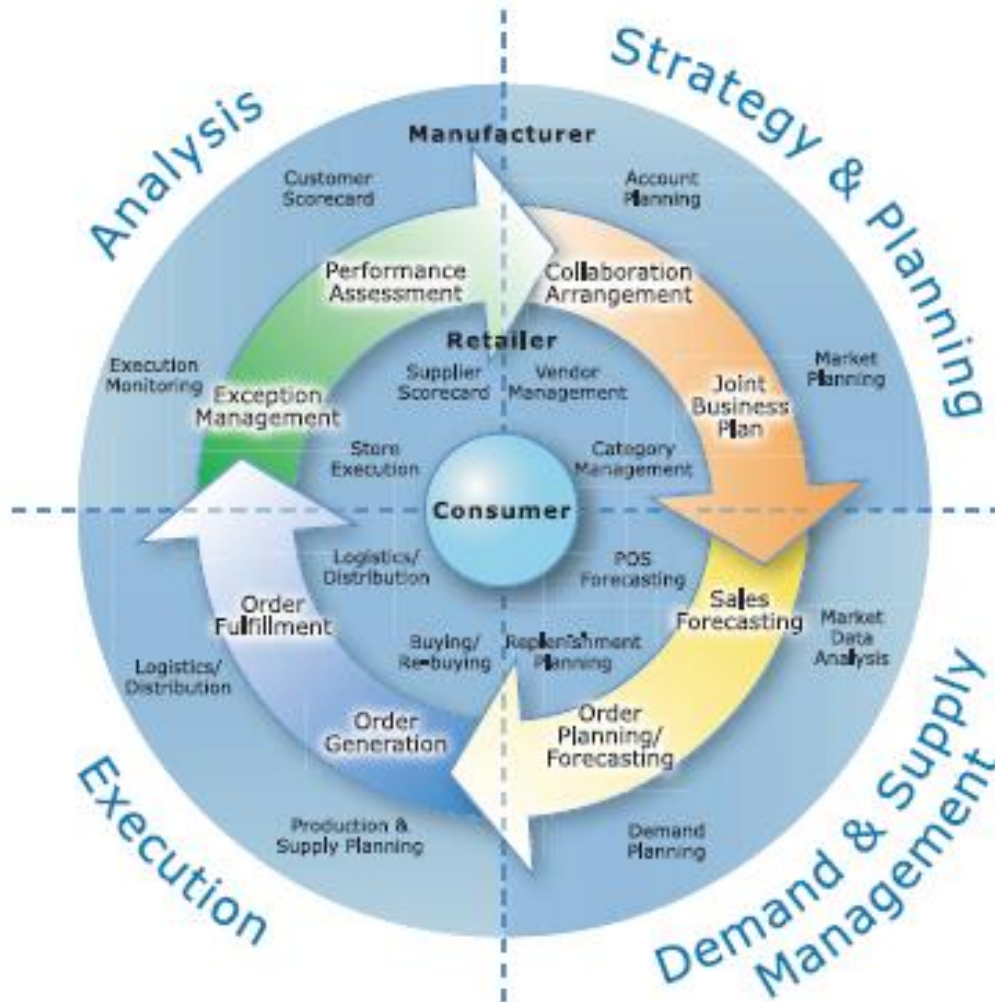 Analysis
Strategy & Planning
Manufacturer
Customer
Scorecard
Account
Planning
Performance
Assessment
Collaboration
Arrangement
Retailer
Execution
Monitoring
Supplier
Scorecard
Vendor
Management
Market
Planning
Exception
Management
Joint
Business
Plan
Store
Execution
Category
Management
Consumer
Logistics/
Distribution
POS
Forecasting
Order
Fulfillment
Sales
Forecasting
Market
Data
Analysis
Buying/
Re-buying
Replenishment
Planning
Logistics/
Distribution
Order
Generation
Order
Planning/
Forecasting
Production &
Supply Planning
Demand
Planning
Execution
Demand & Supply
Management